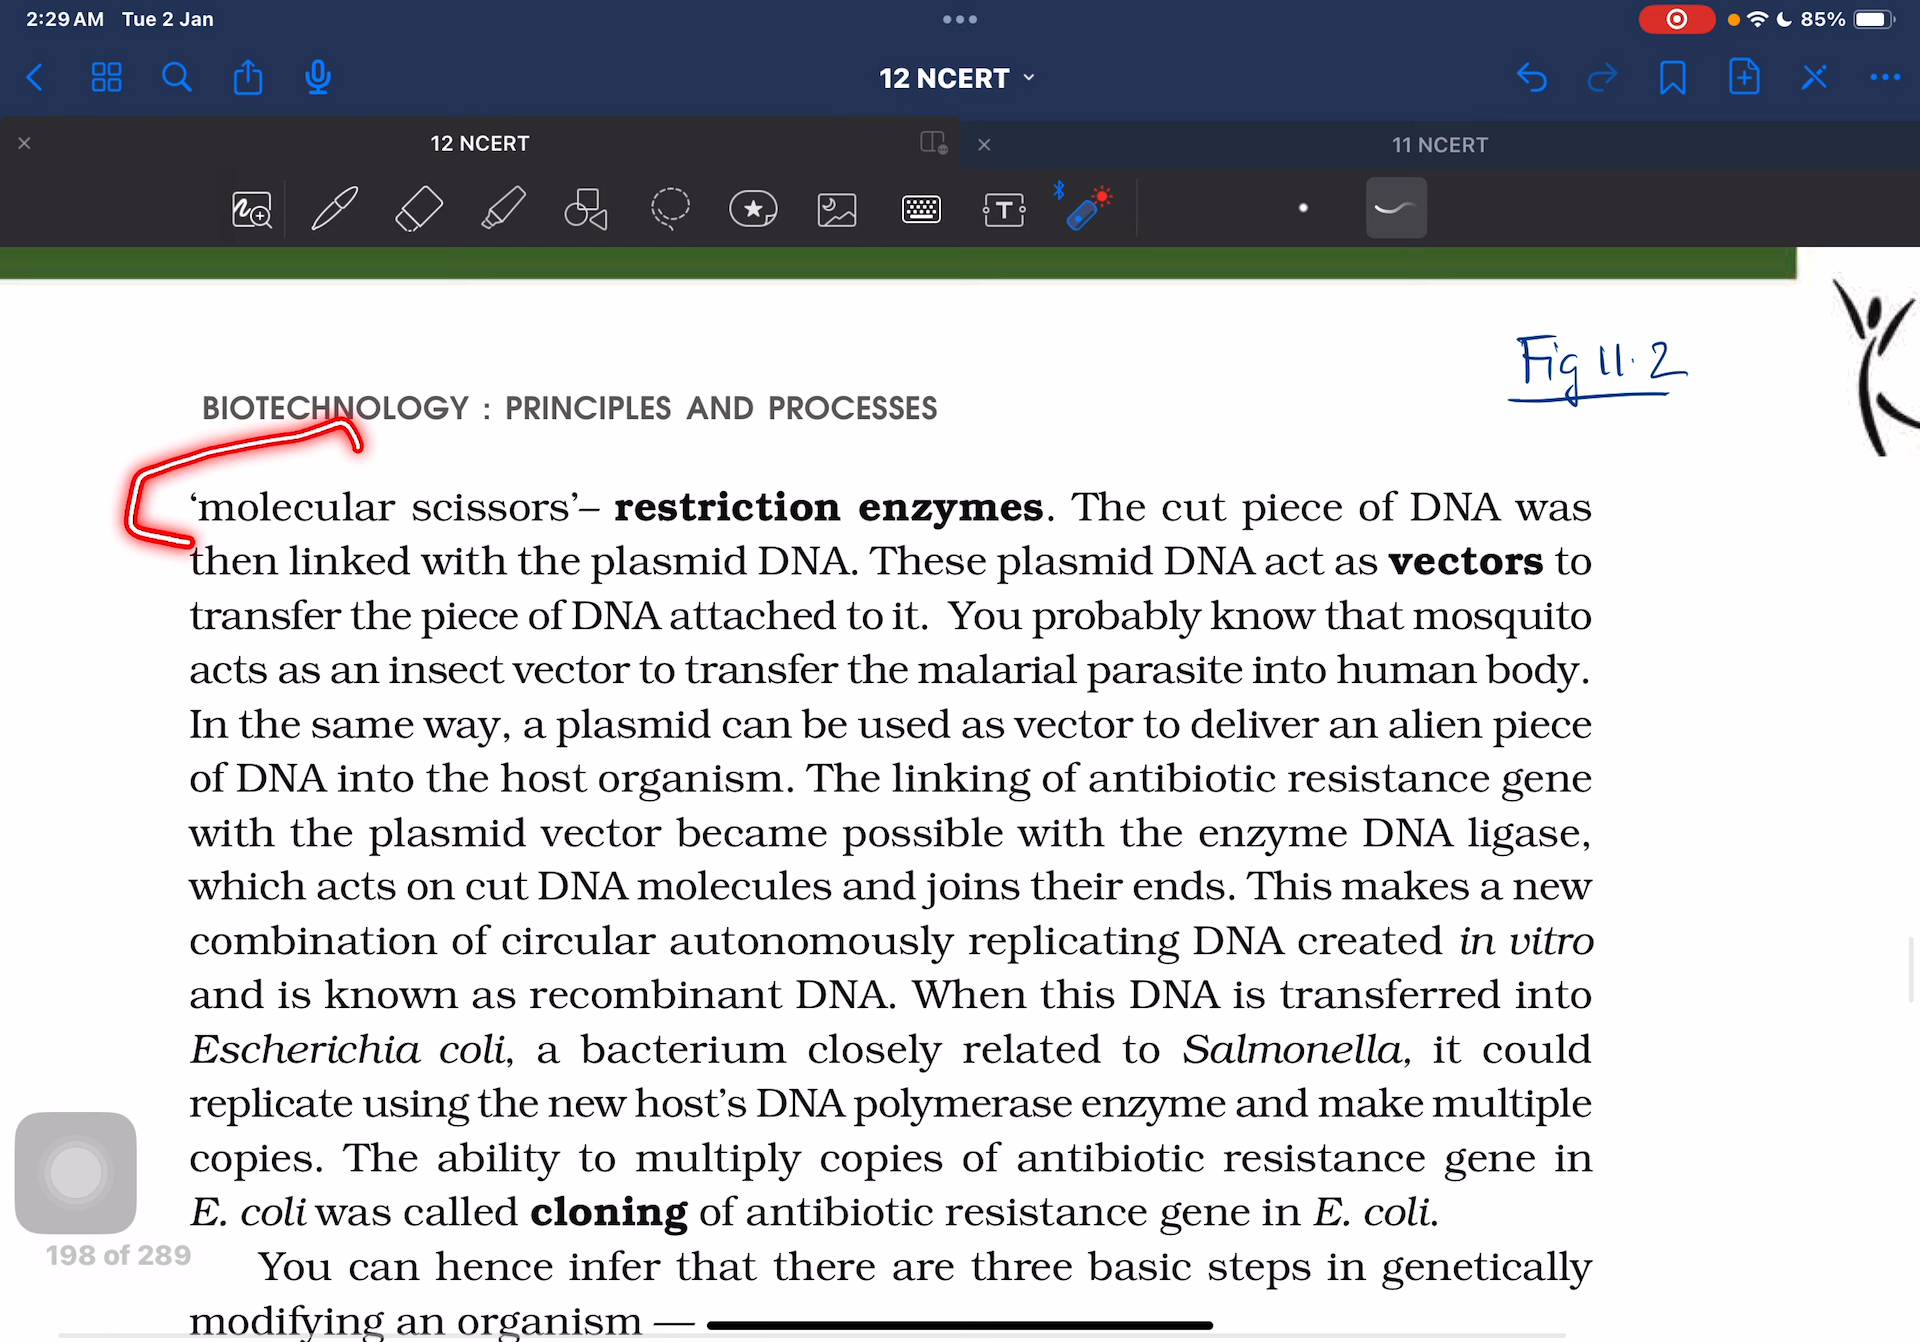 2:29 AM Tue 2 Jan
85%
12 NCERT
12 NCERT
11 NCERT
T
Fig 11.2
BIOTECHNOLOGY : PRINCIPLES AND PROCESSES
‘molecular scissors’– restriction enzymes. The cut piece of DNA was
then linked with the plasmid DNA. These plasmid DNA act as vectors to
transfer the piece of DNA attached to it. You probably know that mosquito
acts as an insect vector to transfer the malarial parasite into human body.
In the same way, a plasmid can be used as vector to deliver an alien piece
of DNA into the host organism. The linking of antibiotic resistance gene
with the plasmid vector became possible with the enzyme DNA ligase,
which acts on cut DNA molecules and joins their ends. This makes a new
combination of circular autonomously replicating DNA created in vitro
and is known as recombinant DNA. When this DNA is transferred into
Escherichia coli, a bacterium closely related to Salmonella, it could
replicate using the new host’s DNA polymerase enzyme and make multiple
copies. The ability to multiply copies of antibiotic resistance gene in
E. coli was called cloning of antibiotic resistance gene in E. coli.
198 of 289
You can hence infer that there are three basic steps in genetically
modifying an organism —